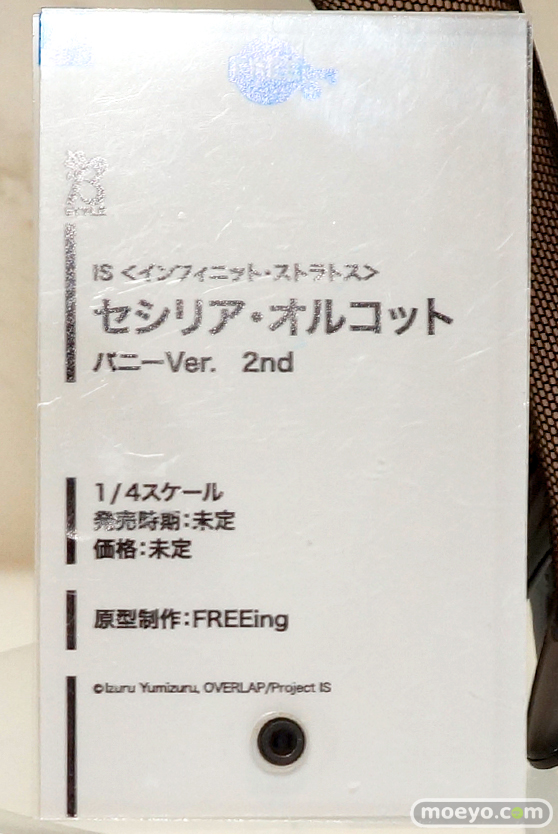 IS <インフィニット・ストラトス>
セシリア・オルコット
バニーVer. 2nd
1/4スケール
発売時期:未定
価格:未定
原型制作:FREEing
©Izuru Yumizuru, OVERLAP/Project IS
moeyo.com